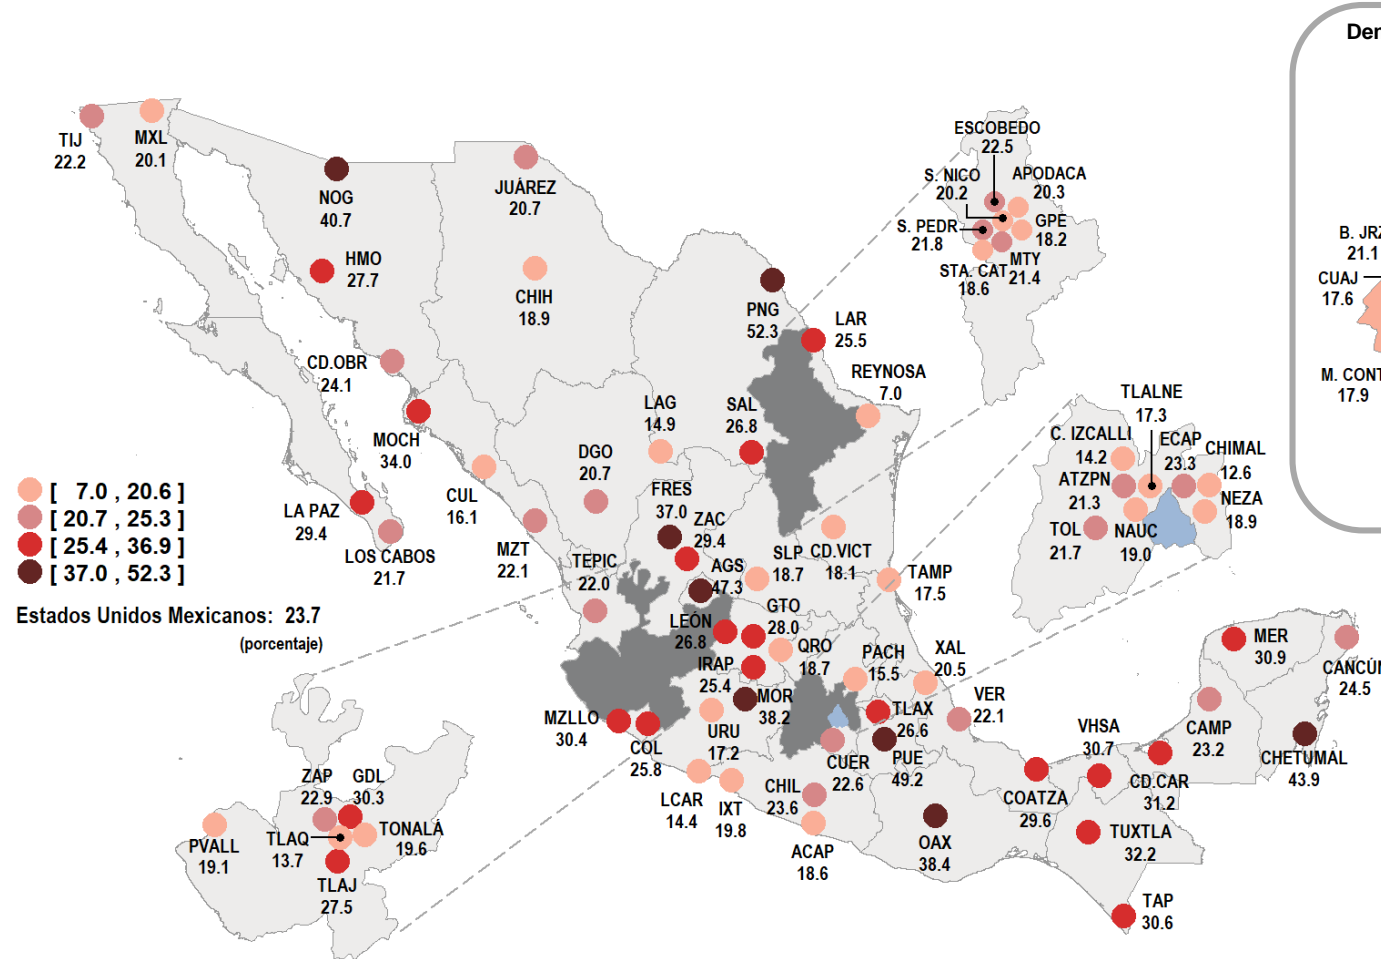 Den
TIJ
22.2
MXL
20.1
NOG
40.7
HMO
27.7
JUÁREZ
20.7
CHIH
18.9
CD.OBR
24.1
MOCH
34.0
CUL
16.1
LA PAZ
29.4
LOS CABOS
21.7
MZT
22.1
DGO
20.7
LAG
14.9
SAL
26.8
PNG
52.3
LAR
25.5
REYNOSA
7.0
ESCOBEDO
22.5
S. NICO
20.2
APODACA
20.3
S. PEDR
21.8
GPE
18.2
MTY
21.4
STA. CAT
18.6
B. JRZ
21.1
CUAJ
17.6
M. CONT
17.9
TLALNE
17.3
C. IZCALLI
14.2
ECAP
23.3
CHIMAL
12.6
ATZPN
21.3
NEZA
18.9
TOL
21.7
NAUC
19.0
FRES
37.0
ZAC
29.4
AGS
47.3
SLP
18.7
CD.VICT
18.1
TAMP
17.5
TEPIC
22.0
LEÓN
26.8
GTO
28.0
IRAP
25.4
QRO
18.7
PACH
15.5
XAL
20.5
VER
22.1
MOR
38.2
TLAX
26.6
PUE
49.2
CUER
22.6
MZLLO
30.4
COL
25.8
URU
17.2
LCAR
14.4
IXT
19.8
CHIL
23.6
ACAP
18.6
OAX
38.4
COATZA
29.6
VHSA
30.7
CD.CAR
31.2
TUXTLA
32.2
TAP
30.6
CAMP
23.2
MER
30.9
CANCÚN
24.5
CHETUMAL
43.9
[ 7.0 , 20.6 ]
[ 20.7 , 25.3 ]
[ 25.4 , 36.9 ]
[ 37.0 , 52.3 ]
Estados Unidos Mexicanos: 23.7
(porcentaje)
ZAP
22.9
GDL
30.3
PVALL
19.1
TLAQ
13.7
TONALÁ
19.6
TLAJ
27.5